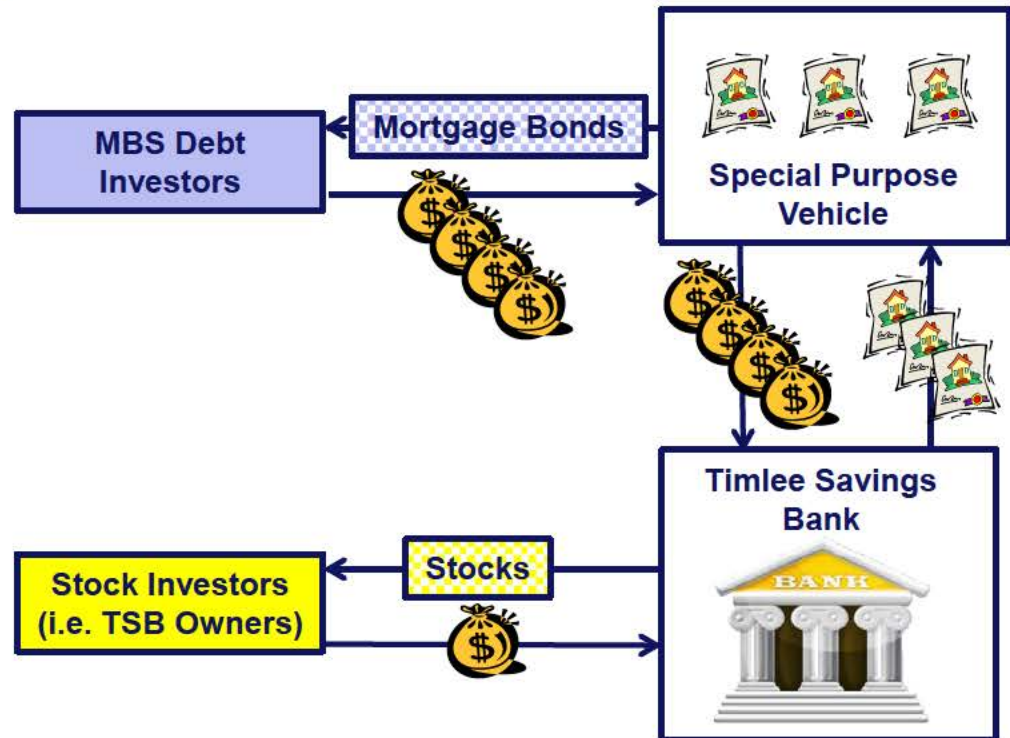 Mortgage Bonds
MBS Debt
Investors
Special Purpose
Vehicle
$
$
$
$
$
$
$
$
Timlee Savings
Bank
BANK
Stocks
Stock Investors
(i.e. TSB Owners)
$